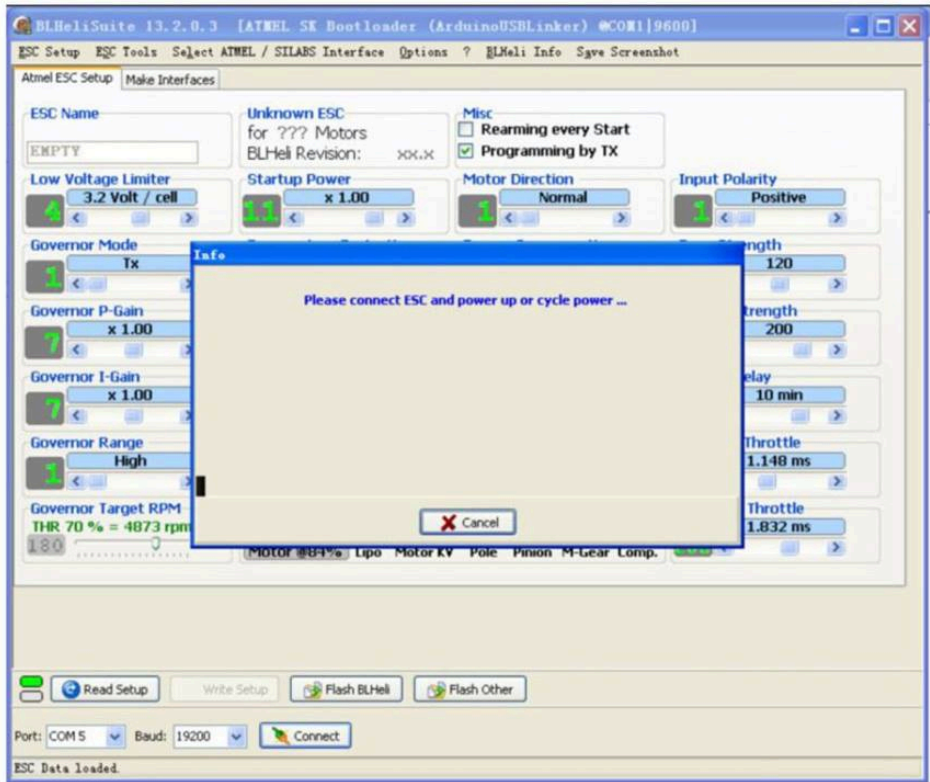 BLHeliSuite 13.2.0.3 [ATMEL SK Bootloader (ArduinoUSBLinker) @COM1|9600]
ESC Setup ESC Tools Select ATMEL / SILABS Interface Options ? BLHeli Info Save Screenshot
Atmel ESC Setup Make Interfaces
ESC Name Unknown ESC Misc
for ??? Motors Rearming every Start
EMPTY BLHeli Revision: xx.x Programming by TX
Low Voltage Limiter Startup Power Motor Direction Input Polarity
4 3.2 Volt / cell 11 x 1.00 1 Normal 1 Positive
Governor Mode
Info
1 Tx 120
Please connect ESC and power up or cycle power ...
Governor P-Gain
7 x 1.00 200
Governor I-Gain
7 x 1.00 10 min
Governor Range Throttle
1 High 1.148 ms
Governor Target RPM Throttle
THR 70 % = 4873 rpm Cancel 1.832 ms
180
Motor @84% Lipo Motor KV Pole Pinion M-Gear Comp.
Read Setup Write Setup Flash BLHeli Flash Other
Port: COM 5 Baud: 19200 Connect
ESC Data loaded.